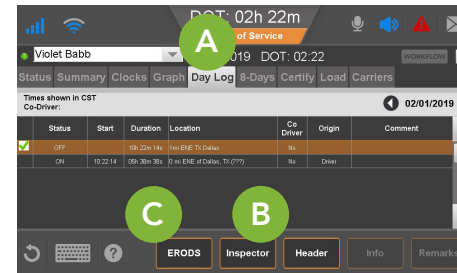 DOT: 02h 22m
of Service
A
Violet Babb
019 DOT: 02:22
WORKFLOW
Status Summary Clocks Graph Day Log 8-Days Certify Load Carriers
Times shown in CST
Co-Driver:
02/01/2019
Status Start Duration Location Co Driver Origin Comment
OFF 10h 22m 14s 1mi ENE TX Dallas No
ON 10:22:14 05h 38m 38s 0 mi ENE of Dallas, TX (???) No Driver
C
B
?
ERODS Inspector Header Info Remarks